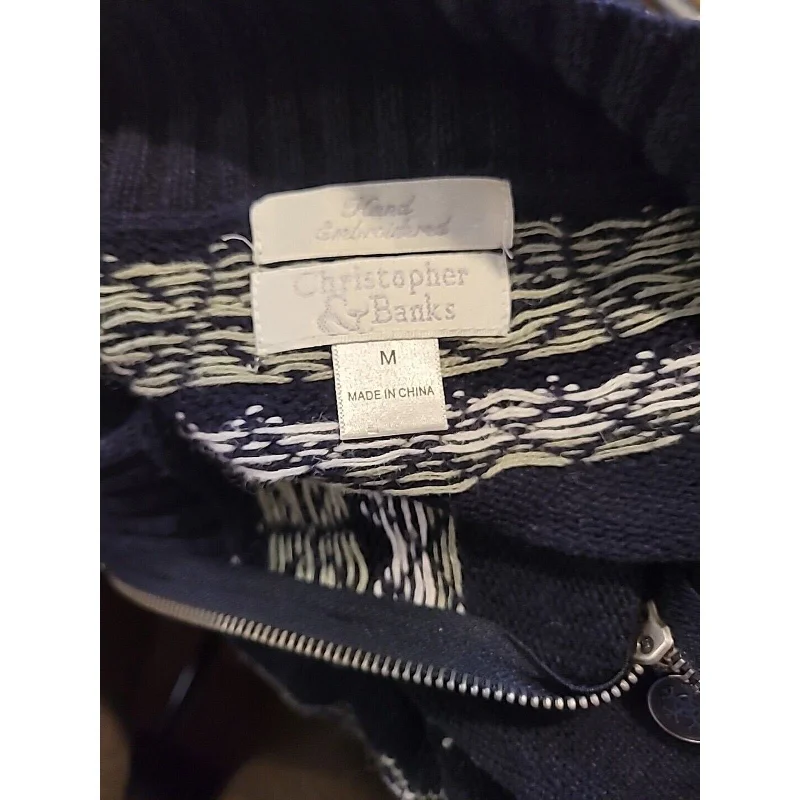 Hand
Embroidered
Christopher
& Banks
M
MADE IN CHINA